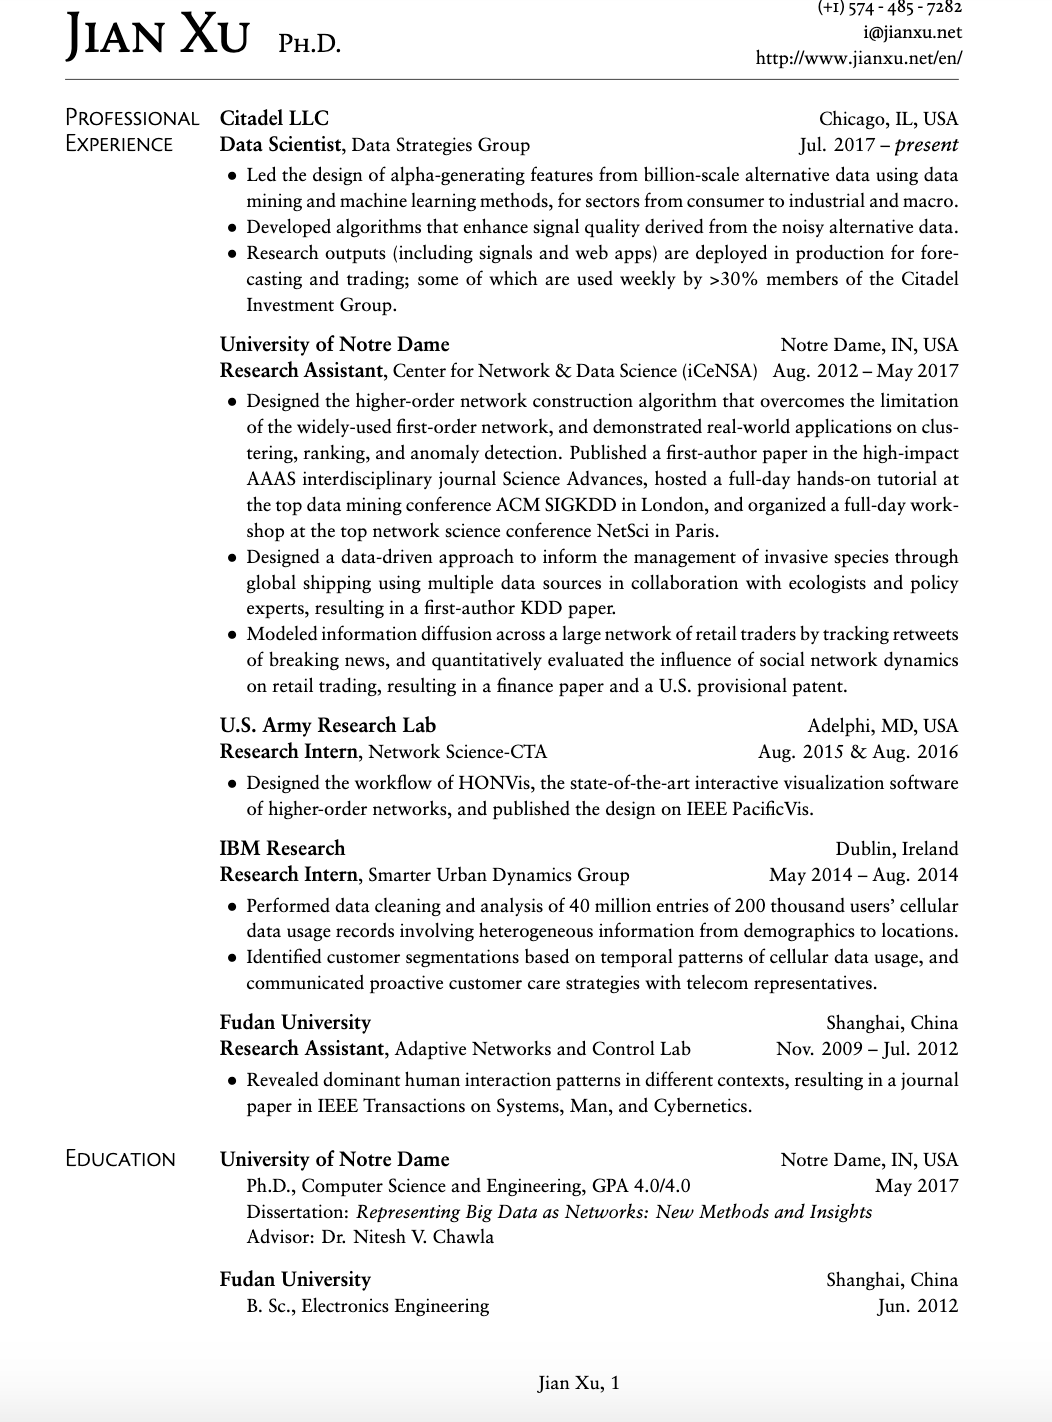 JIAN XU PH.D.
(+1) 574 - 485 - 7282
i@jianxu.net
http://www.jianxu.net/en/
PROFESSIONAL EXPERIENCE
Citadel LLC Chicago, IL, USA
Data Scientist, Data Strategies Group Jul. 2017 – present
• Led the design of alpha-generating features from billion-scale alternative data using data
mining and machine learning methods, for sectors from consumer to industrial and macro.
• Developed algorithms that enhance signal quality derived from the noisy alternative data.
• Research outputs (including signals and web apps) are deployed in production for fore-
casting and trading; some of which are used weekly by >30% members of the Citadel
Investment Group.
University of Notre Dame Notre Dame, IN, USA
Research Assistant, Center for Network & Data Science (iCeNSA) Aug. 2012 – May 2017
• Designed the higher-order network construction algorithm that overcomes the limitation
of the widely-used first-order network, and demonstrated real-world applications on clus-
tering, ranking, and anomaly detection. Published a first-author paper in the high-impact
AAAS interdisciplinary journal Science Advances, hosted a full-day hands-on tutorial at
the top data mining conference ACM SIGKDD in London, and organized a full-day work-
shop at the top network science conference NetSci in Paris.
• Designed a data-driven approach to inform the management of invasive species through
global shipping using multiple data sources in collaboration with ecologists and policy
experts, resulting in a first-author KDD paper.
• Modeled information diffusion across a large network of retail traders by tracking retweets
of breaking news, and quantitatively evaluated the influence of social network dynamics
on retail trading, resulting in a finance paper and a U.S. provisional patent.
U.S. Army Research Lab Adelphi, MD, USA
Research Intern, Network Science-CTA Aug. 2015 & Aug. 2016
• Designed the workflow of HONVis, the state-of-the-art interactive visualization software
of higher-order networks, and published the design on IEEE PacificVis.
IBM Research Dublin, Ireland
Research Intern, Smarter Urban Dynamics Group May 2014 – Aug. 2014
• Performed data cleaning and analysis of 40 million entries of 200 thousand users' cellular
data usage records involving heterogeneous information from demographics to locations.
• Identified customer segmentations based on temporal patterns of cellular data usage, and
communicated proactive customer care strategies with telecom representatives.
Fudan University Shanghai, China
Research Assistant, Adaptive Networks and Control Lab Nov. 2009 – Jul. 2012
• Revealed dominant human interaction patterns in different contexts, resulting in a journal
paper in IEEE Transactions on Systems, Man, and Cybernetics.
EDUCATION
University of Notre Dame Notre Dame, IN, USA
Ph.D., Computer Science and Engineering, GPA 4.0/4.0 May 2017
Dissertation: Representing Big Data as Networks: New Methods and Insights
Advisor: Dr. Nitesh V. Chawla
Fudan University Shanghai, China
B. Sc., Electronics Engineering Jun. 2012
Jian Xu, 1